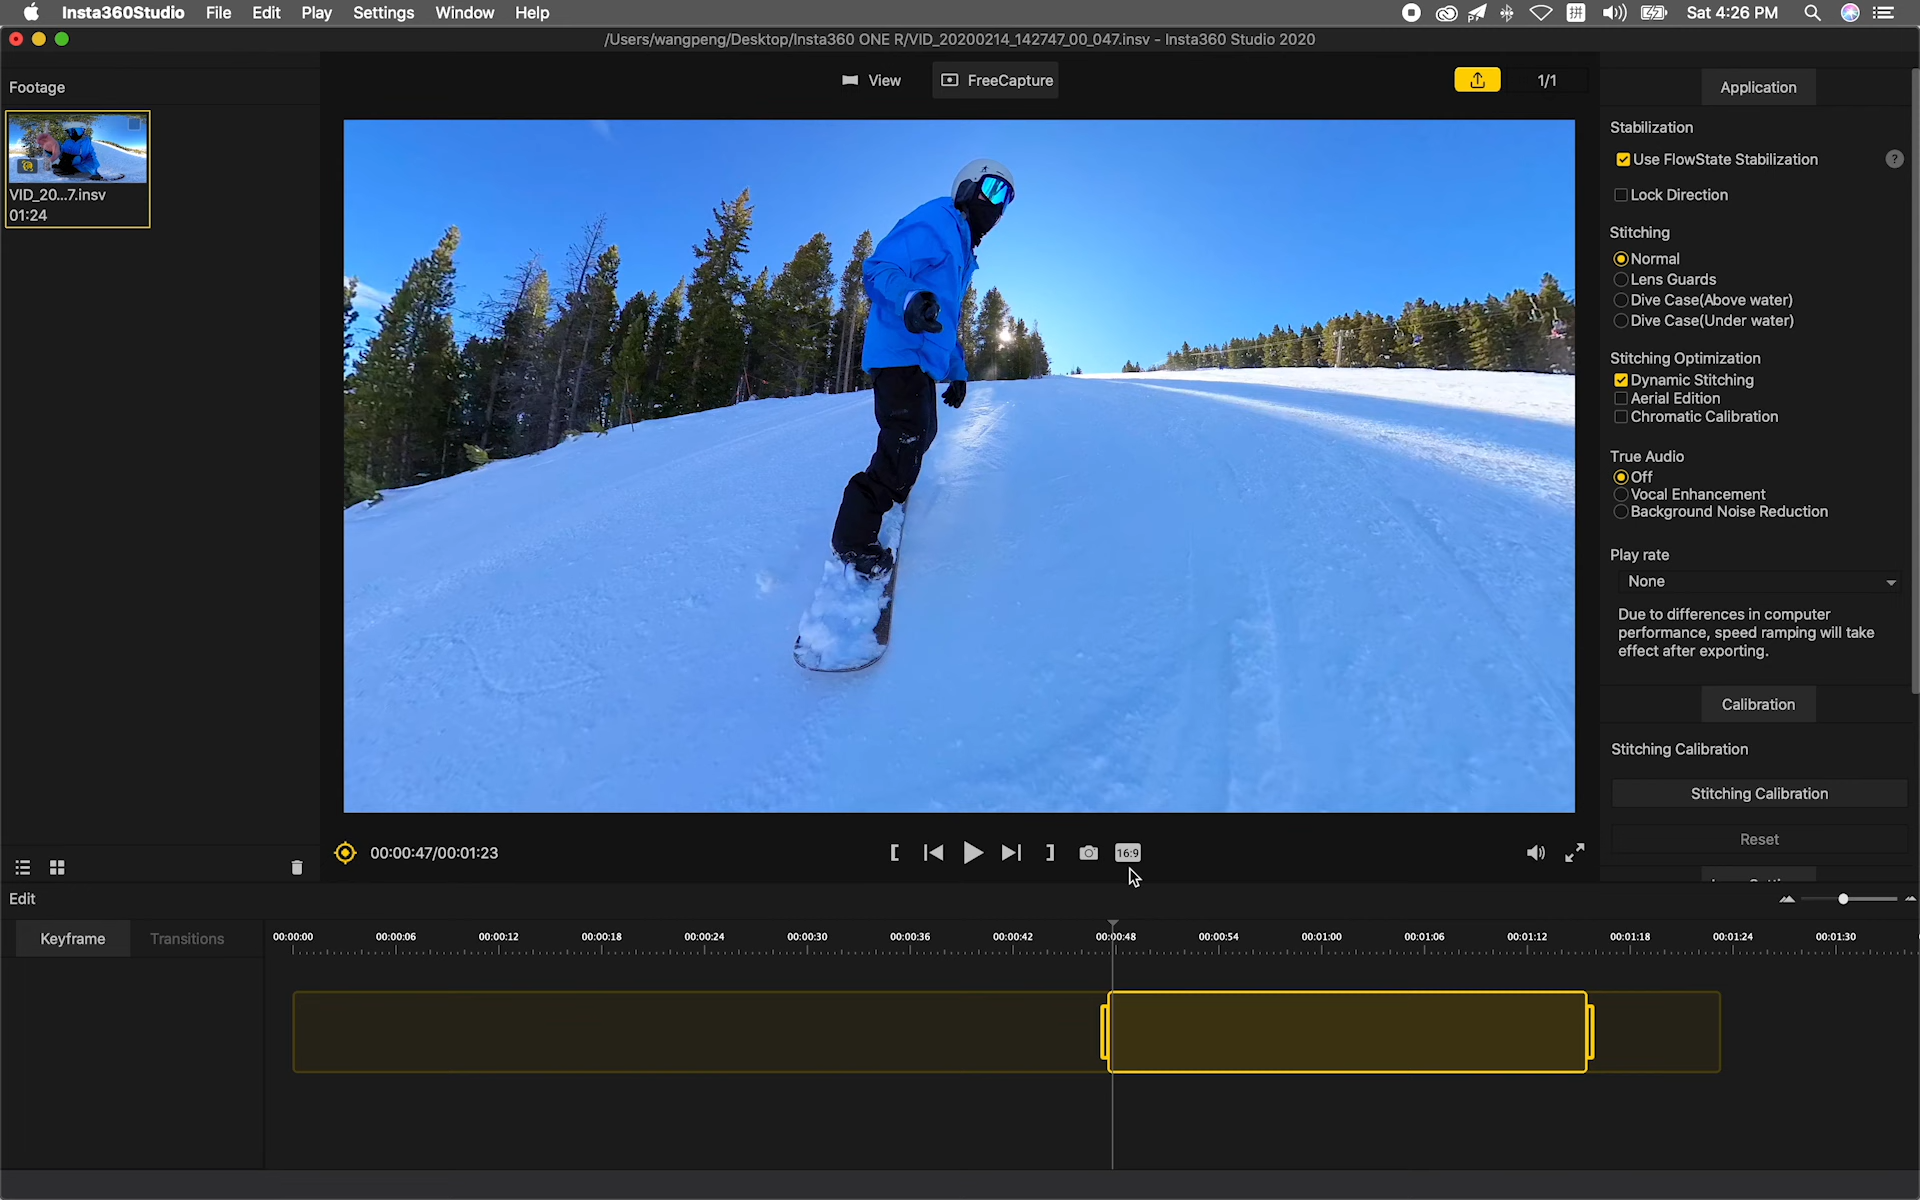 Insta360Studio File Edit Play Settings Window Help
拼 Sat 4:26 PM
/Users/wangpeng/Desktop/Insta360 ONE R/VID_20200214_142747_00_047.insv - Insta360 Studio 2020
Footage
View FreeCapture 1/1
VID_20...7.insv
01:24
Application
Stabilization
Use FlowState Stabilization ?
Lock Direction
Stitching
Normal
Lens Guards
Dive Case(Above water)
Dive Case(Under water)
Stitching Optimization
Dynamic Stitching
Aerial Edition
Chromatic Calibration
True Audio
Off
Vocal Enhancement
Background Noise Reduction
Play rate
None
Due to differences in computer
performance, speed ramping will take
effect after exporting.
Calibration
Stitching Calibration
Stitching Calibration
Reset
00:00:47/00:01:23 16:9
Edit
Keyframe Transitions
00:00:00 00:00:06 00:00:12 00:00:18 00:00:24 00:00:30 00:00:36 00:00:42 00:00:48 00:00:54 00:01:00 00:01:06 00:01:12 00:01:18 00:01:24 00:01:30